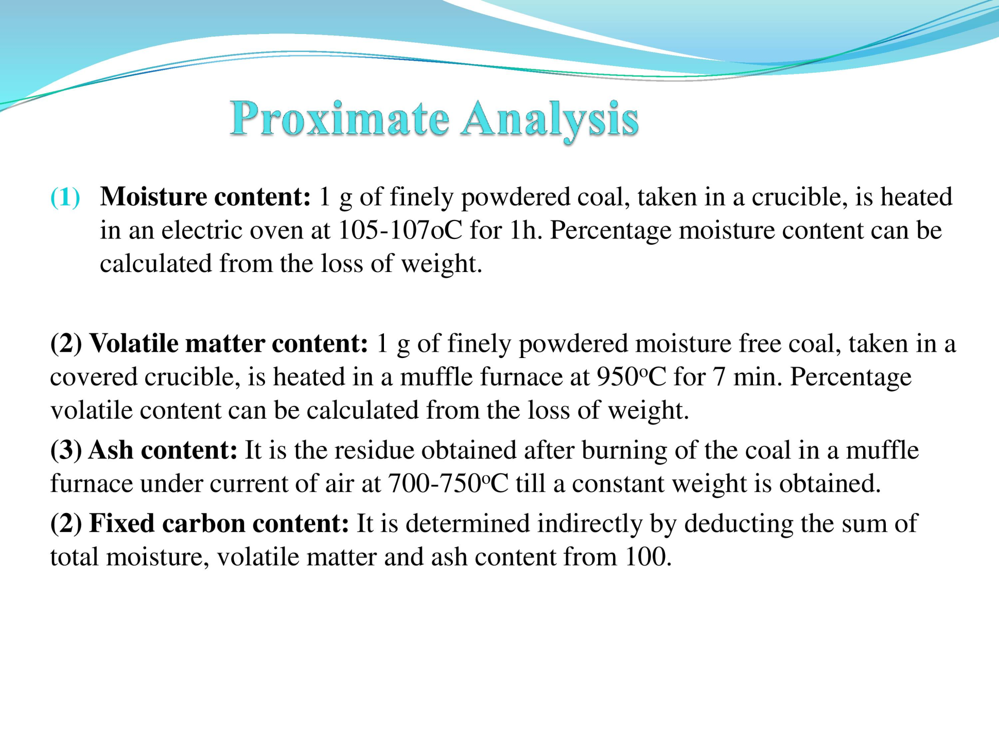 Proximate Analysis
(1) Moisture content: 1 g of finely powdered coal, taken in a crucible, is heated
in an electric oven at 105-107oC for 1h. Percentage moisture content can be
calculated from the loss of weight.
(2) Volatile matter content: 1 g of finely powdered moisture free coal, taken in a
covered crucible, is heated in a muffle furnace at 950ᵒC for 7 min. Percentage
volatile content can be calculated from the loss of weight.
(3) Ash content: It is the residue obtained after burning of the coal in a muffle
furnace under current of air at 700-750ᵒC till a constant weight is obtained.
(2) Fixed carbon content: It is determined indirectly by deducting the sum of
total moisture, volatile matter and ash content from 100.